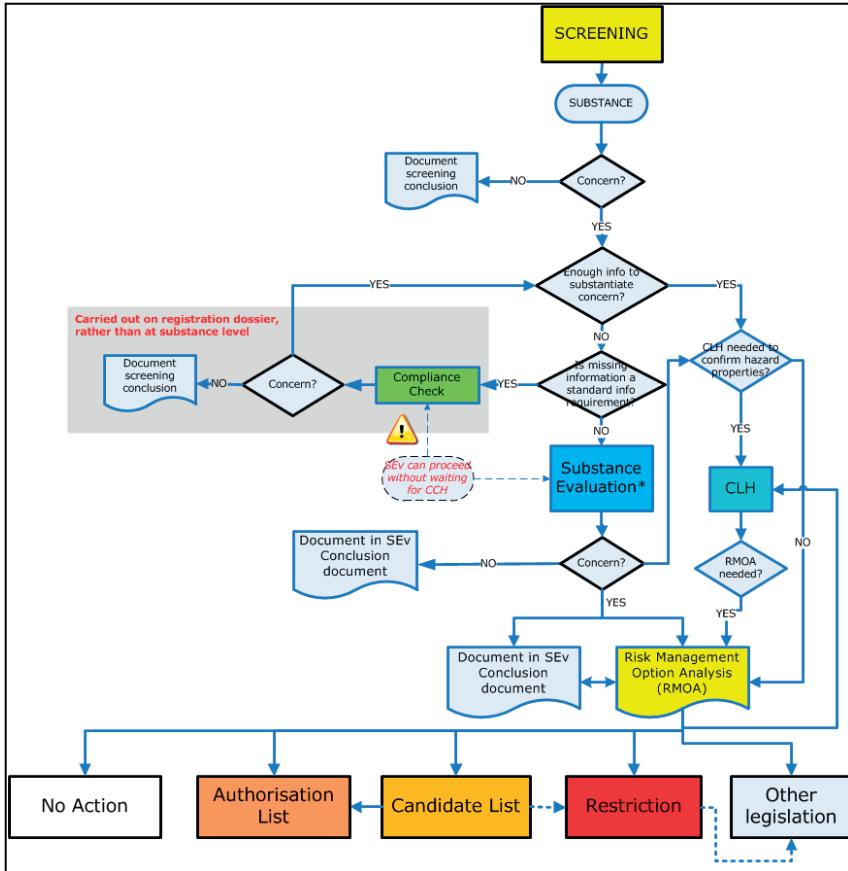 SCREENING
SUBSTANCE
Document
screening
conclusion
NO
Concern?
YES
YES
Enough info to
substantiate
concern?
YES
Carried out on registration dossier,
rather than at substance level
NO
CLH needed to
confirm hazard
properties?
Document
screening
conclusion
NO
Concern?
Compliance
Check
YES
Is missing
information a
standard info
requirement?
YES
NO
SEv can proceed
without waiting
for CCH
Substance
Evaluation*
CLH
NO
Document in SEv
Conclusion
document
NO
Concern?
RMOA
needed?
YES
YES
Document in SEv
Conclusion
document
Risk Management
Option Analysis
(RMOA)
No Action
Authorisation
List
Candidate List
Restriction
Other
legislation